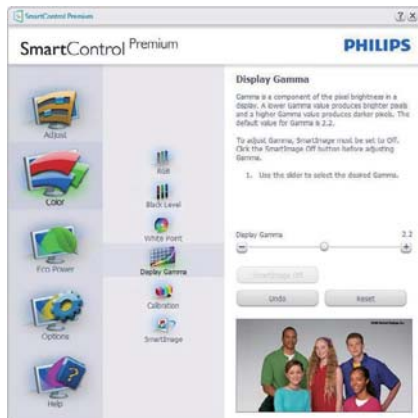 SmartControl Premium
SmartControl Premium
PHILIPS
Adjust
Color
Eco Power
Options
Help
RGB
Black Level
White Point
Display Gamma
Calibration
SmartImage
Display Gamma
Gamma is a component of the pixel brightness in a
display. A lower Gamma value produces brighter pixels
and a higher Gamma value produces darker pixels. The
default value for Gamma is 2.2.
To adjust Gamma, SmartImage must be set to Off.
Click the SmartImage Off button before adjusting
Gamma.
1. Use the slider to select the desired Gamma.
Display Gamma 2.2
SmartImage Off
Undo Reset